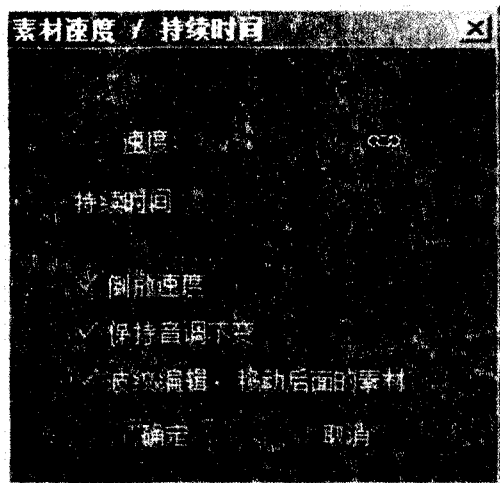 素材速度 / 持续时间
速度
持续时间
倒放速度
保持音调不变
波纹编辑,移动后面的素材
确定 取消